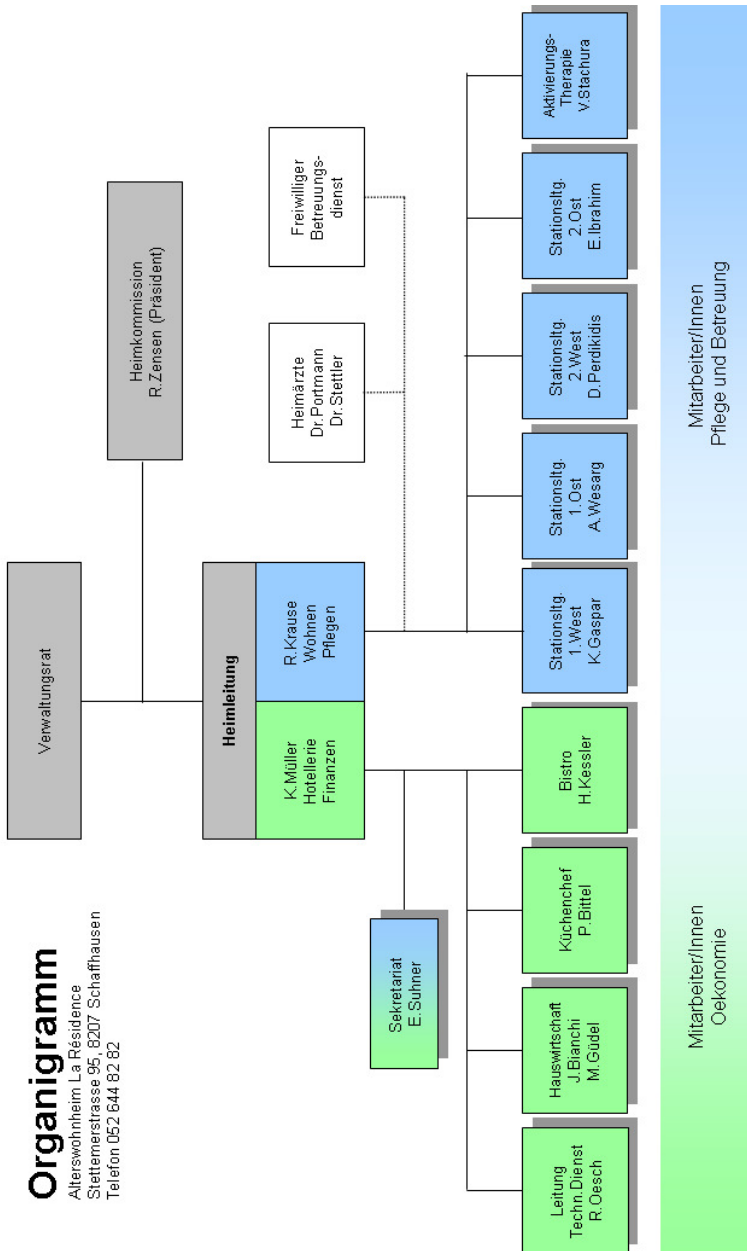 Organigramm
Alterswohnheim La Résidence
Stettemerstrasse 95, 8207 Schaffhausen
Telefon 052 644 82 82
Verwaltungsrat
Heimkommission
R.Zensen (Präsident)
Heimleitung
K.Müller
Hotellerie
Finanzen
R.Krause
Wohnen
Pflegen
Heimärzte
Dr.Portmann
Dr.Stettler
Freiwilliger
Betreuungs-
dienst
Sekretariat
E.Suhner
Leitung
Techn.Dienst
R.Oesch
Hauswirtschaft
J.Bianchi
M.Güdel
Küchenchef
P.Bittel
Bistro
H.Kessler
Stationsltg.
1.West
K.Gaspar
Stationsltg.
1.Ost
A.Wesarg
Stationsltg.
2.West
D.Perdikidis
Stationsltg.
2.Ost
E.Ibrahim
Aktivierungs-
Therapie
V.Stachura
Mitarbeiter/Innen
Oekonomie
Mitarbeiter/Innen
Pflege und Betreuung